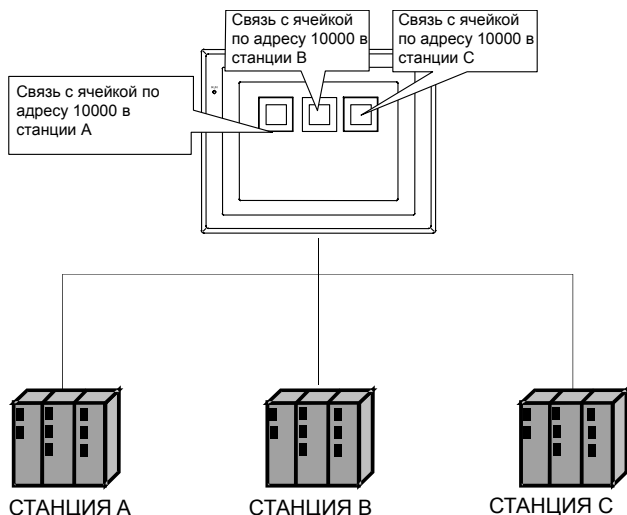 Связь с ячейкой
по адресу 10000 в
станции B
Связь с ячейкой
по адресу 10000 в
станции C
Связь с ячейкой по
адресу 10000 в
станции A
СТАНЦИЯ A
СТАНЦИЯ B
СТАНЦИЯ C